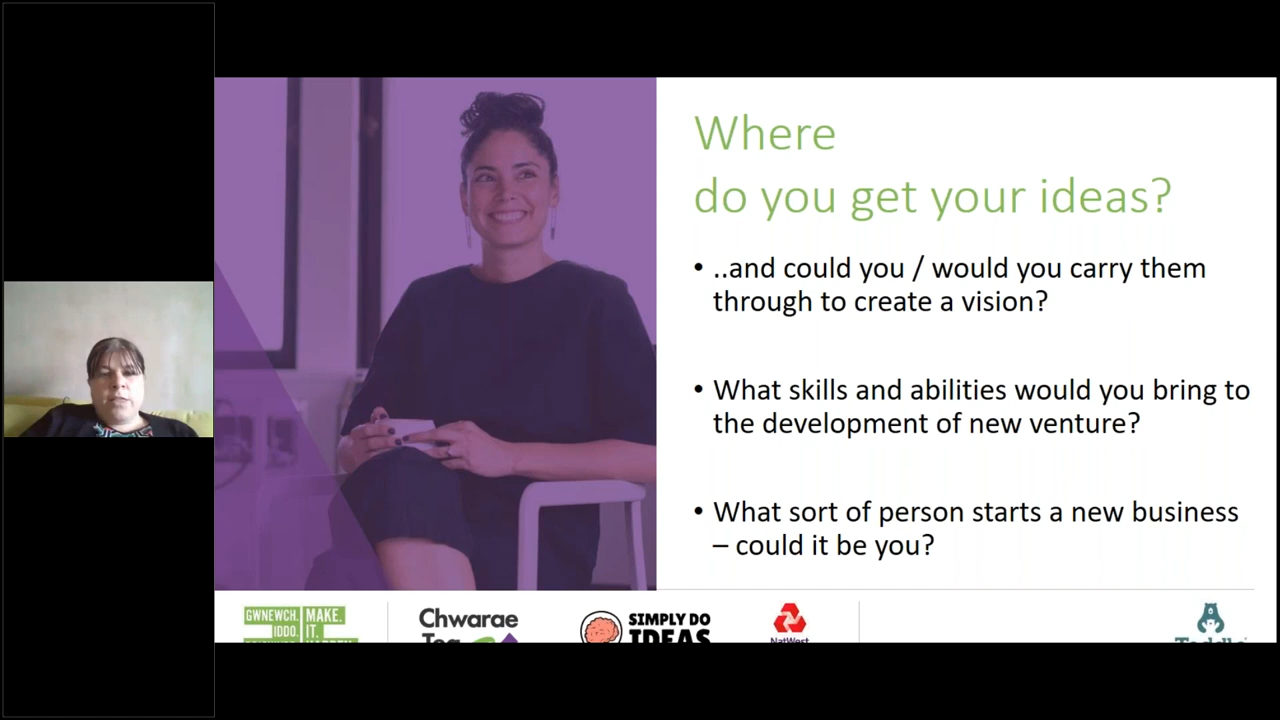 Where
do you get your ideas?
• ..and could you / would you carry them
through to create a vision?
• What skills and abilities would you bring to
the development of new venture?
• What sort of person starts a new business
– could it be you?
GWNEWCH. MAKE.
IDDO. IT.
Chwarae
Teg
SIMPLY DO
IDEAS
NatWest